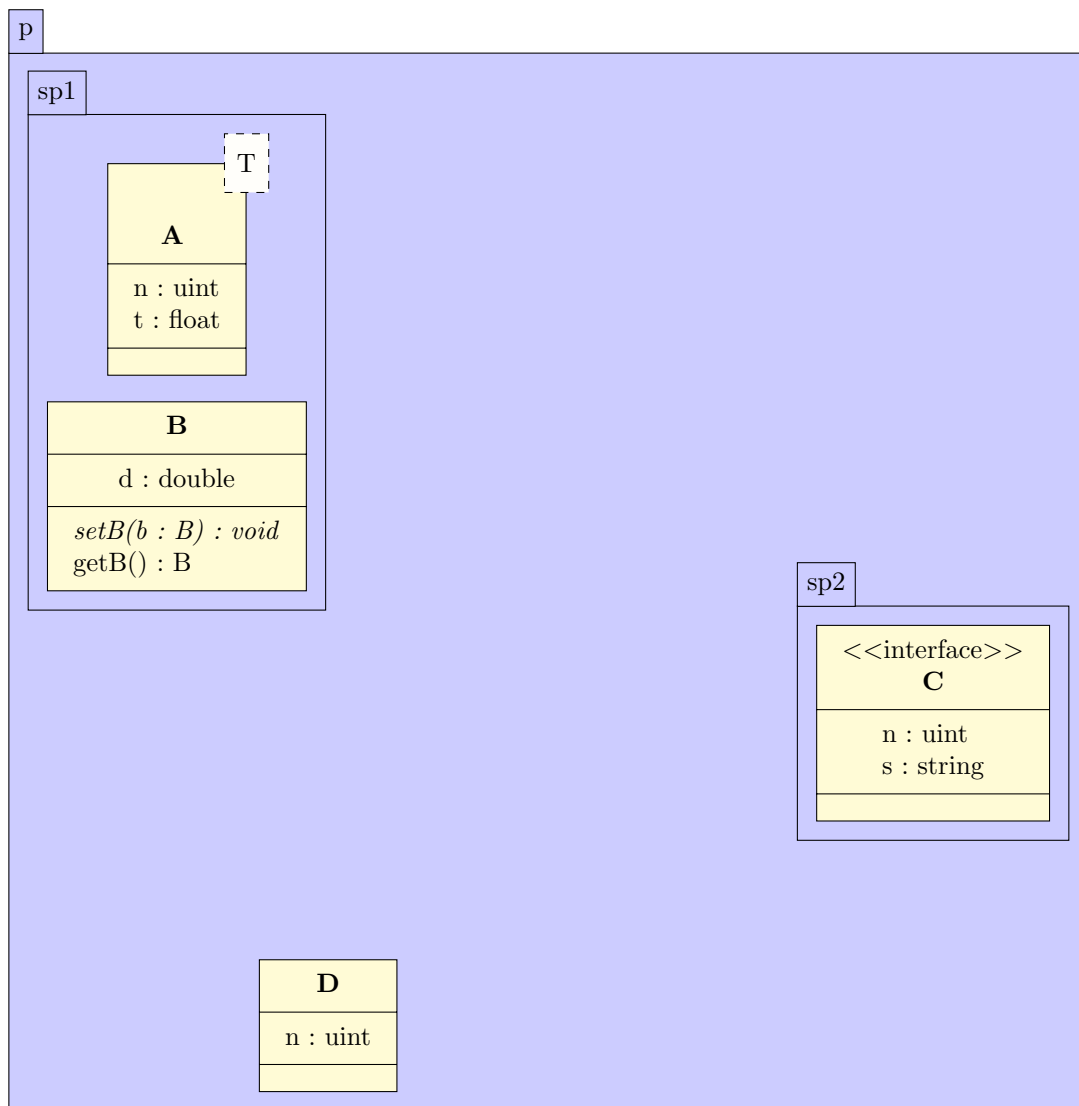 p
sp1
T
A
n : uint
t : float
B
d : double
setB(b : B) : void
getB() : B
sp2
<<interface>>
C
n : uint
s : string
D
n : uint